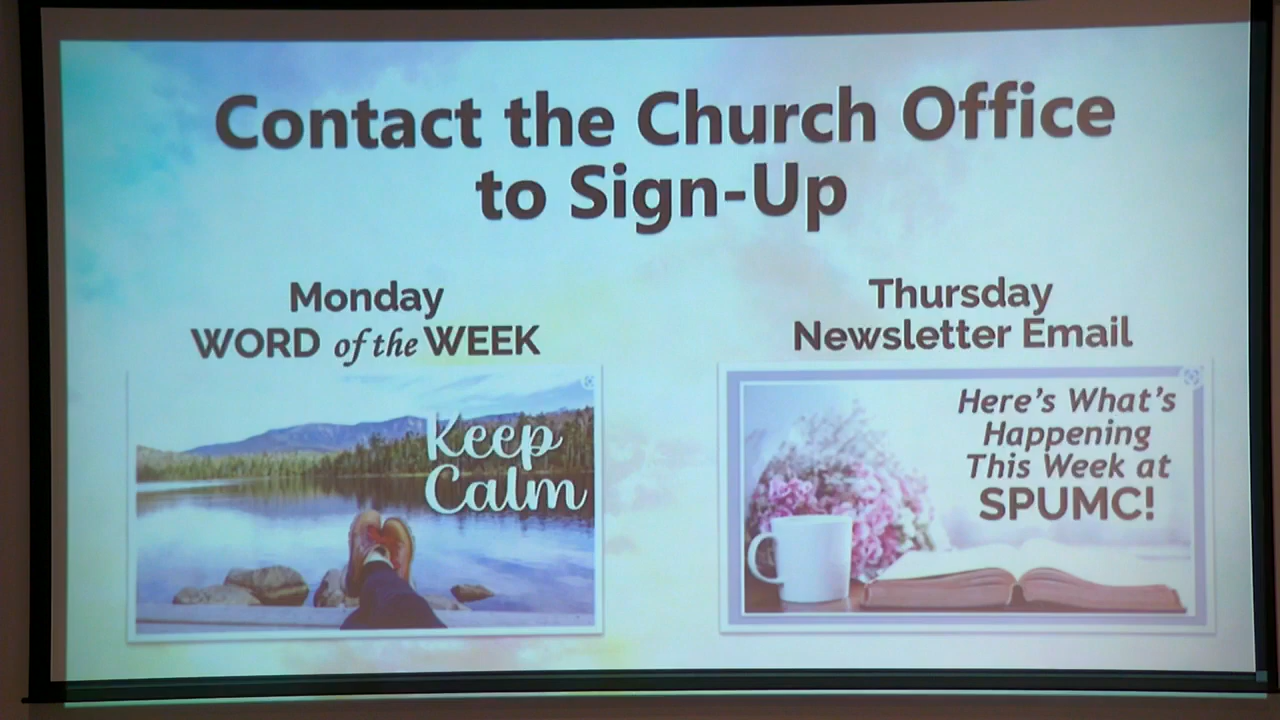 Contact the Church Office
to Sign-Up
Monday
WORD of the WEEK
Keep
Calm
Thursday
Newsletter Email
Here's What's
Happening
This Week at
SPUMC!